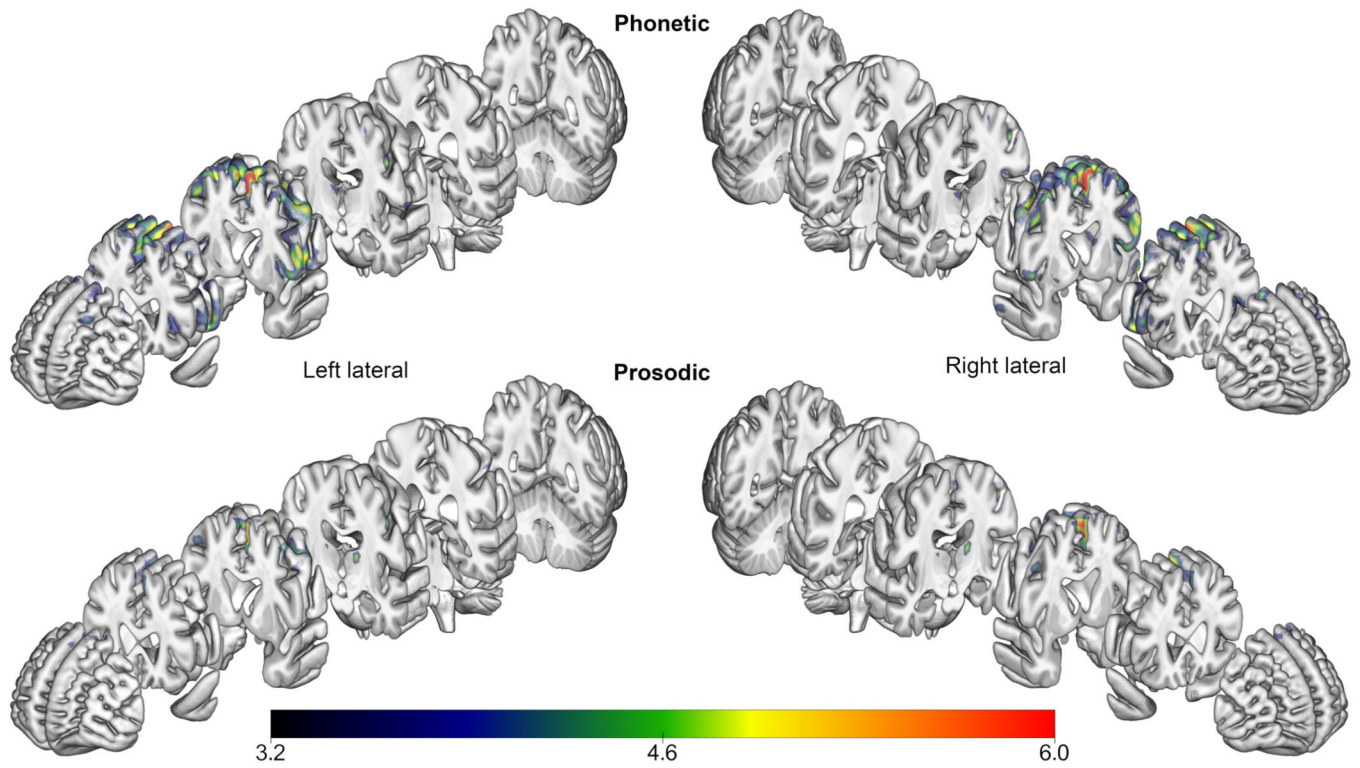 Phonetic
Left lateral
Right lateral
Prosodic
3.2
4.6
6.0